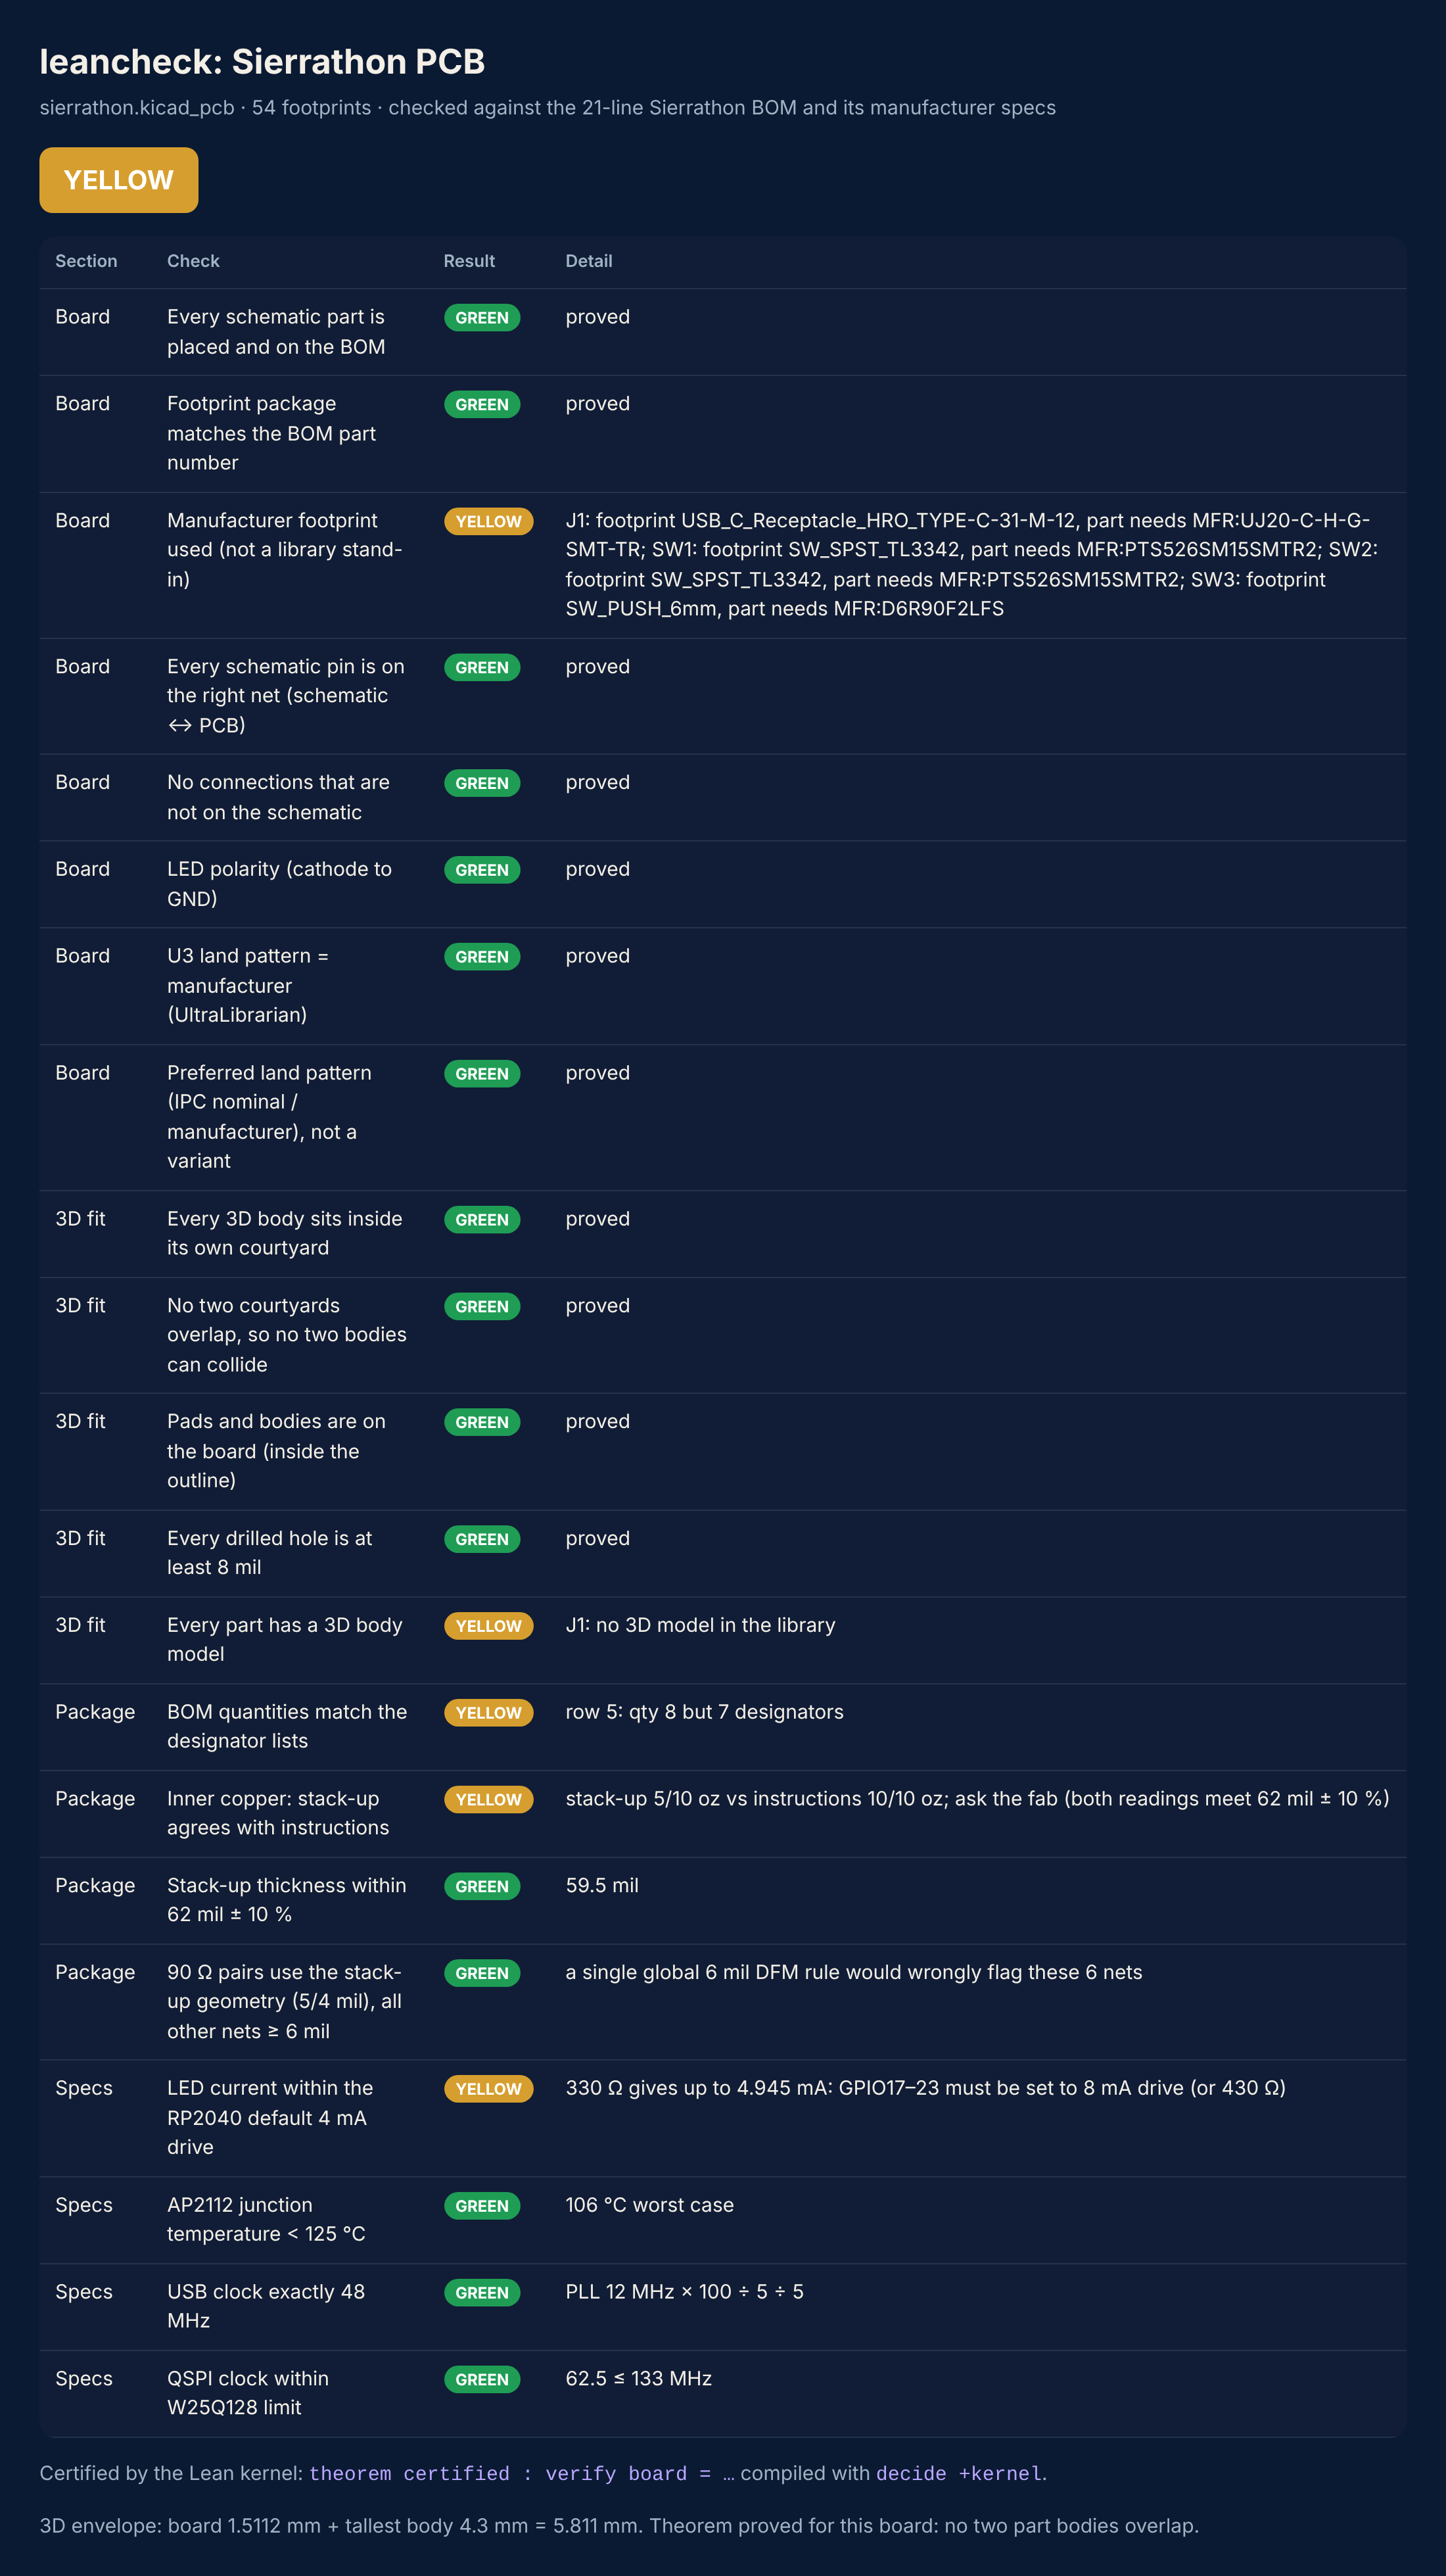 leancheck: Sierrathon PCB
sierrathon.kicad_pcb · 54 footprints · checked against the 21-line Sierrathon BOM and its manufacturer specs
YELLOW
Section Check Result Detail
Board Every schematic part is GREEN proved
placed and on the BOM
Board Footprint package GREEN proved
matches the BOM part
number
Board Manufacturer footprint YELLOW J1: footprint USB_C_Receptacle_HRO_TYPE-C-31-M-12, part needs MFR:UJ20-C-H-G-
used (not a library stand- SMT-TR; SW1: footprint SW_SPST_TL3342, part needs MFR:PTS526SM15SMTR2; SW2:
in) footprint SW_SPST_TL3342, part needs MFR:PTS526SM15SMTR2; SW3: footprint
SW_PUSH_6mm, part needs MFR:D6R90F2LFS
Board Every schematic pin is on GREEN proved
the right net (schematic
↔ PCB)
Board No connections that are GREEN proved
not on the schematic
Board LED polarity (cathode to GREEN proved
GND)
Board U3 land pattern = GREEN proved
manufacturer
(UltraLibrarian)
Board Preferred land pattern GREEN proved
(IPC nominal /
manufacturer), not a
variant
3D fit Every 3D body sits inside GREEN proved
its own courtyard
3D fit No two courtyards GREEN proved
overlap, so no two bodies
can collide
3D fit Pads and bodies are on GREEN proved
the board (inside the
outline)
3D fit Every drilled hole is at GREEN proved
least 8 mil
3D fit Every part has a 3D body YELLOW J1: no 3D model in the library
model
Package BOM quantities match the YELLOW row 5: qty 8 but 7 designators
designator lists
Package Inner copper: stack-up YELLOW stack-up 5/10 oz vs instructions 10/10 oz; ask the fab (both readings meet 62 mil ± 10 %)
agrees with instructions
Package Stack-up thickness within GREEN 59.5 mil
62 mil ± 10 %
Package 90 Ω pairs use the stack- GREEN a single global 6 mil DFM rule would wrongly flag these 6 nets
up geometry (5/4 mil), all
other nets ≥ 6 mil
Specs LED current within the YELLOW 330 Ω gives up to 4.945 mA: GPIO17–23 must be set to 8 mA drive (or 430 Ω)
RP2040 default 4 mA
drive
Specs AP2112 junction GREEN 106 °C worst case
temperature < 125 °C
Specs USB clock exactly 48 GREEN PLL 12 MHz × 100 ÷ 5 ÷ 5
MHz
Specs QSPI clock within GREEN 62.5 ≤ 133 MHz
W25Q128 limit
Certified by the Lean kernel: theorem certified : verify board = … compiled with decide +kernel.
3D envelope: board 1.5112 mm + tallest body 4.3 mm = 5.811 mm. Theorem proved for this board: no two part bodies overlap.